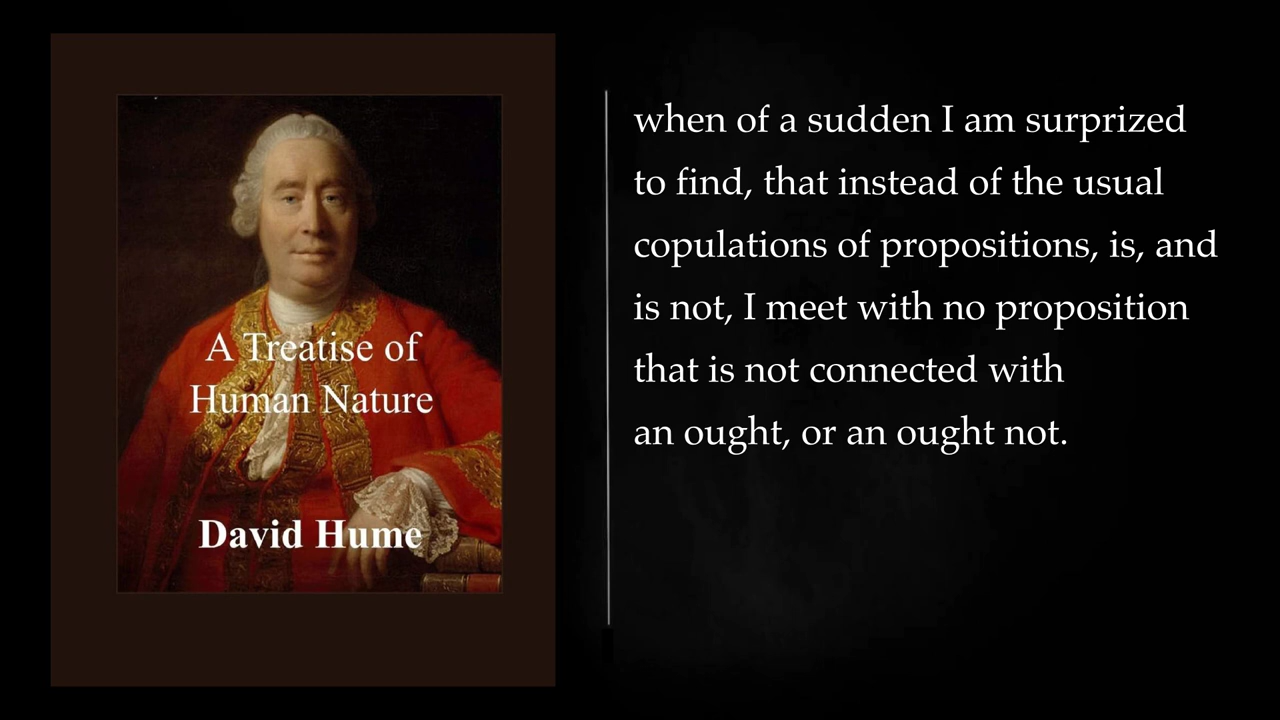 A Treatise of
Human Nature
David Hume
when of a sudden I am surprized
to find, that instead of the usual
copulations of propositions, is, and
is not, I meet with no proposition
that is not connected with
an ought, or an ought not.